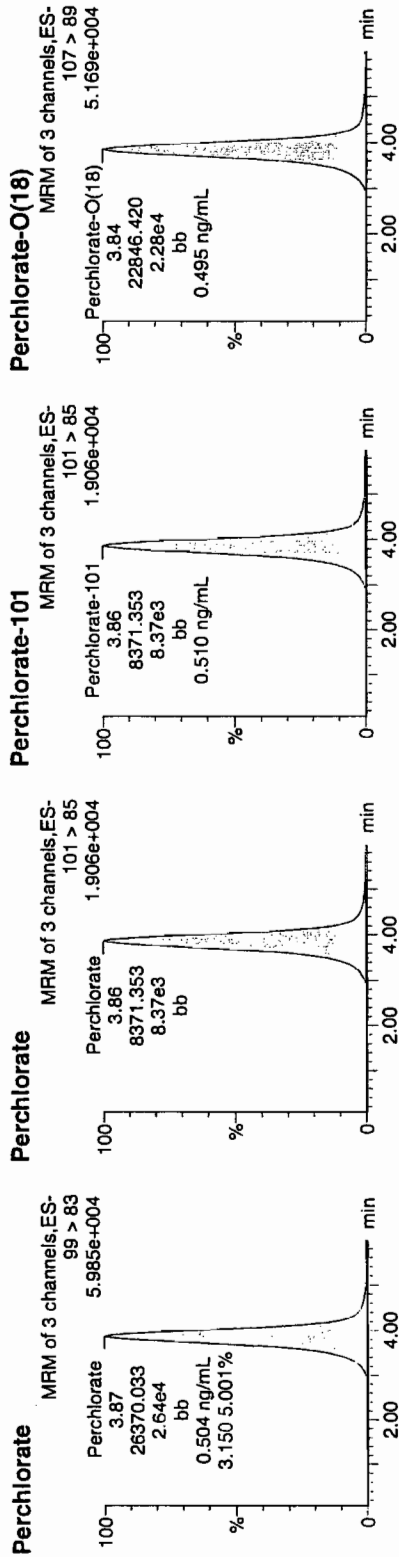 Perchlorate
MRM of 3 channels,ES-
99 > 83
5.985e+004
100
Perchlorate
3.87
26370.033
2.64e4
bb
0.504 ng/mL
3.150 5.001%
%
0
2.00
4.00
min
Perchlorate
MRM of 3 channels,ES-
101 > 85
1.906e+004
100
Perchlorate
3.86
8371.353
8.37e3
bb
%
0
2.00
4.00
min
Perchlorate-101
MRM of 3 channels,ES-
101 > 85
1.906e+004
100
Perchlorate-101
3.86
8371.353
8.37e3
bb
0.510 ng/mL
%
0
2.00
4.00
min
Perchlorate-O(18)
MRM of 3 channels,ES-
107 > 89
5.169e+004
100
Perchlorate-O(18)
3.84
22846.420
2.28e4
bb
0.495 ng/mL
%
0
2.00
4.00
min